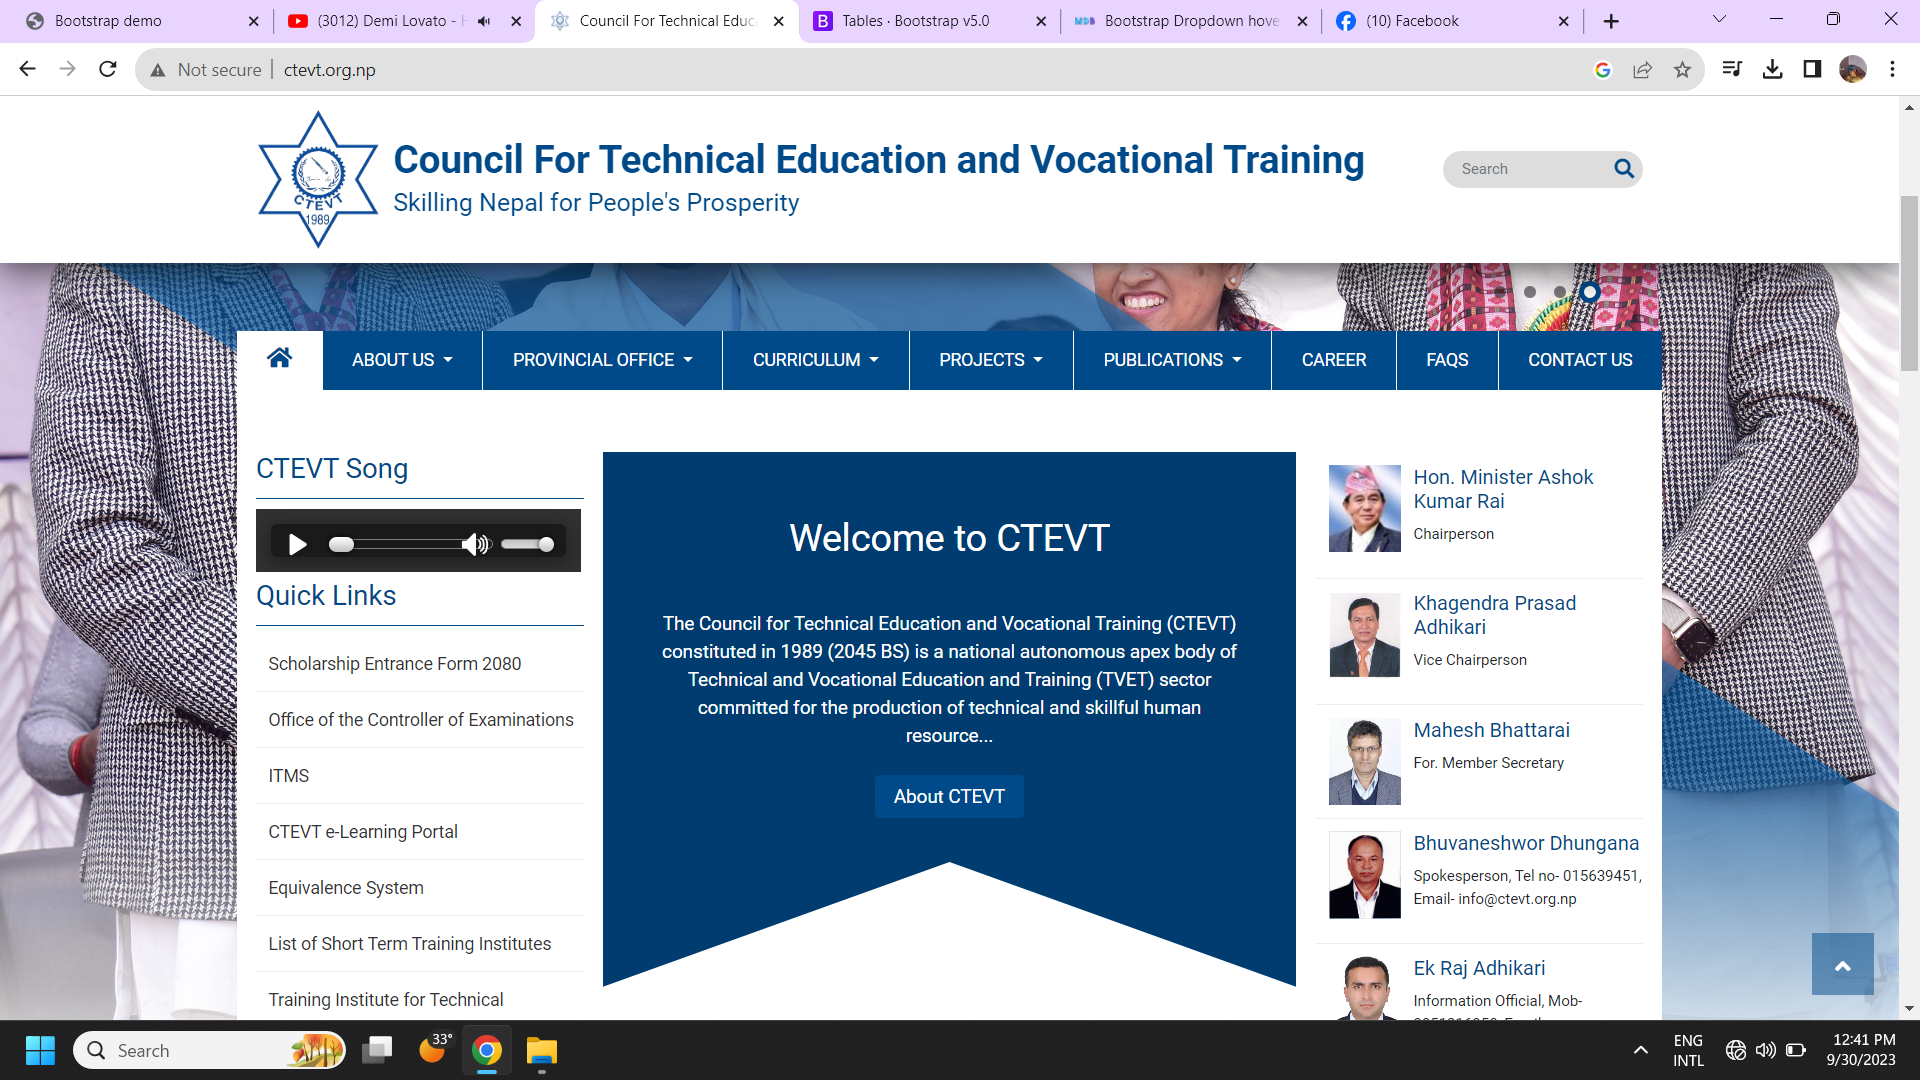 Bootstrap demo
(3012) Demi Lovato - H
Council For Technical Educa
Tables · Bootstrap v5.0
Bootstrap Dropdown hove
(10) Facebook
Not secure
ctevt.org.np
CTEVT
1989
Council For Technical Education and Vocational Training
Skilling Nepal for People's Prosperity
Search
ABOUT US
PROVINCIAL OFFICE
CURRICULUM
PROJECTS
PUBLICATIONS
CAREER
FAQS
CONTACT US
CTEVT Song
Quick Links
Scholarship Entrance Form 2080
Office of the Controller of Examinations
ITMS
CTEVT e-Learning Portal
Equivalence System
List of Short Term Training Institutes
Training Institute for Technical
Welcome to CTEVT
The Council for Technical Education and Vocational Training (CTEVT)
constituted in 1989 (2045 BS) is a national autonomous apex body of
Technical and Vocational Education and Training (TVET) sector
committed for the production of technical and skillful human
resource...
About CTEVT
Hon. Minister Ashok
Kumar Rai
Chairperson
Khagendra Prasad
Adhikari
Vice Chairperson
Mahesh Bhattarai
For. Member Secretary
Bhuvaneshwor Dhungana
Spokesperson, Tel no- 015639451,
Email- info@ctevt.org.np
Ek Raj Adhikari
Information Official, Mob-
Search
33°
ENG
INTL
12:41 PM
9/30/2023